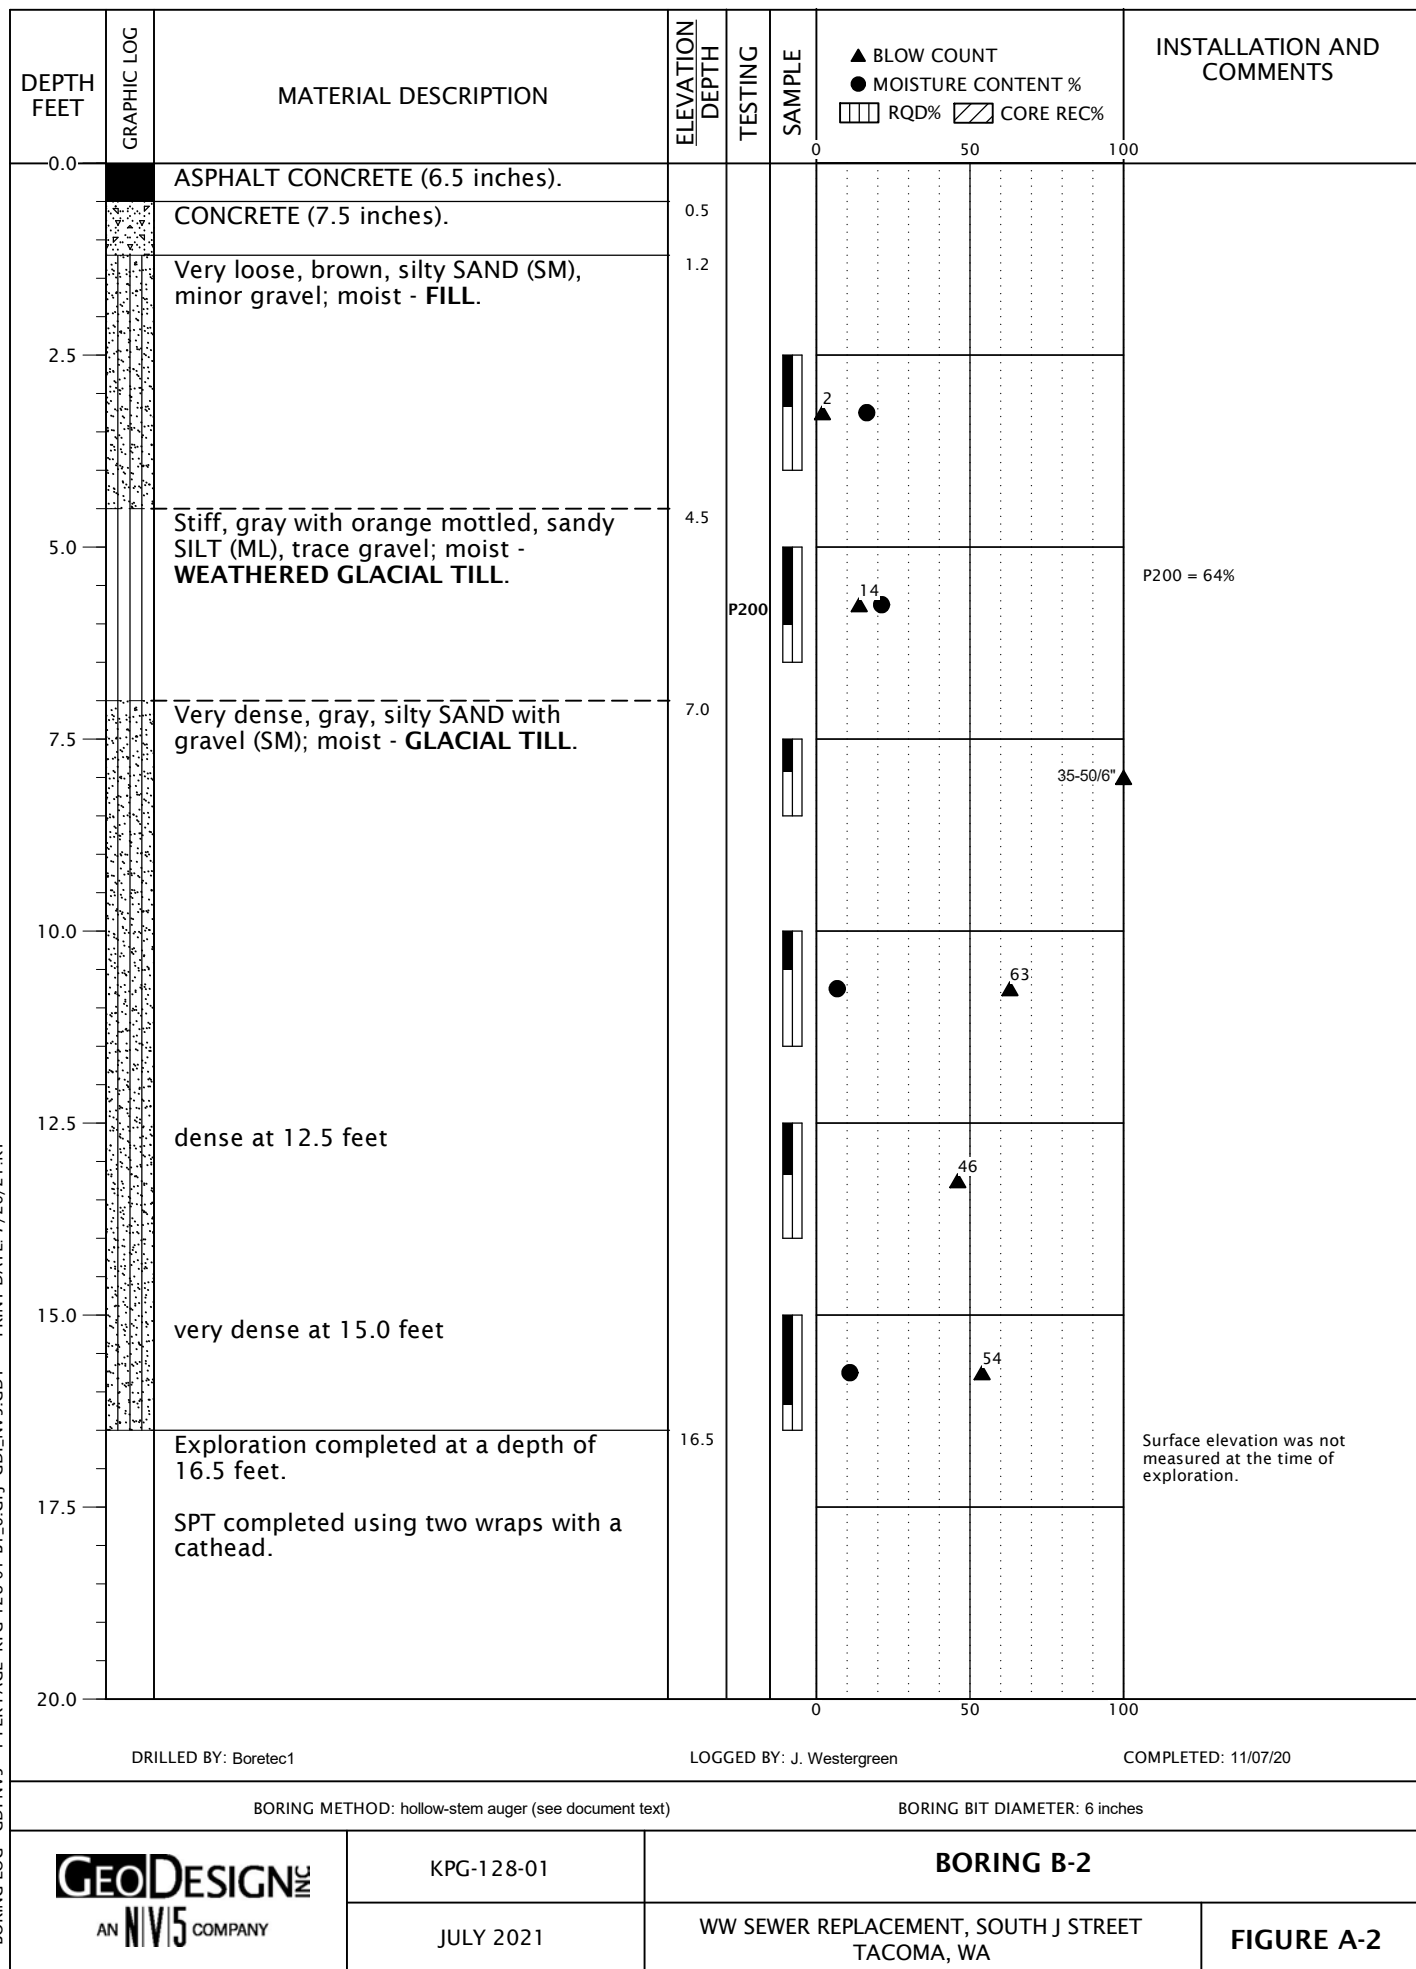 DEPTH
FEET
GRAPHIC LOG
MATERIAL DESCRIPTION
ELEVATION
DEPTH
TESTING
SAMPLE
▲ BLOW COUNT
● MOISTURE CONTENT %
RQD% CORE REC%
INSTALLATION AND
COMMENTS
0 50 100
0.0
ASPHALT CONCRETE (6.5 inches).
0.5
CONCRETE (7.5 inches).
1.2
Very loose, brown, silty SAND (SM),
minor gravel; moist - FILL.
2.5
2
4.5
Stiff, gray with orange mottled, sandy
SILT (ML), trace gravel; moist -
WEATHERED GLACIAL TILL.
5.0
P200
14
P200 = 64%
7.0
Very dense, gray, silty SAND with
gravel (SM); moist - GLACIAL TILL.
7.5
35-50/6"
10.0
63
12.5
dense at 12.5 feet
46
15.0
very dense at 15.0 feet
54
16.5
Exploration completed at a depth of
16.5 feet.
Surface elevation was not
measured at the time of
exploration.
17.5
SPT completed using two wraps with a
cathead.
20.0
0 50 100
DRILLED BY: Boretec1 LOGGED BY: J. Westergreen COMPLETED: 11/07/20
BORING METHOD: hollow-stem auger (see document text) BORING BIT DIAMETER: 6 inches
GEODESIGN INC
AN NV5 COMPANY
KPG-128-01
JULY 2021
BORING B-2
WW SEWER REPLACEMENT, SOUTH J STREET
TACOMA, WA
FIGURE A-2